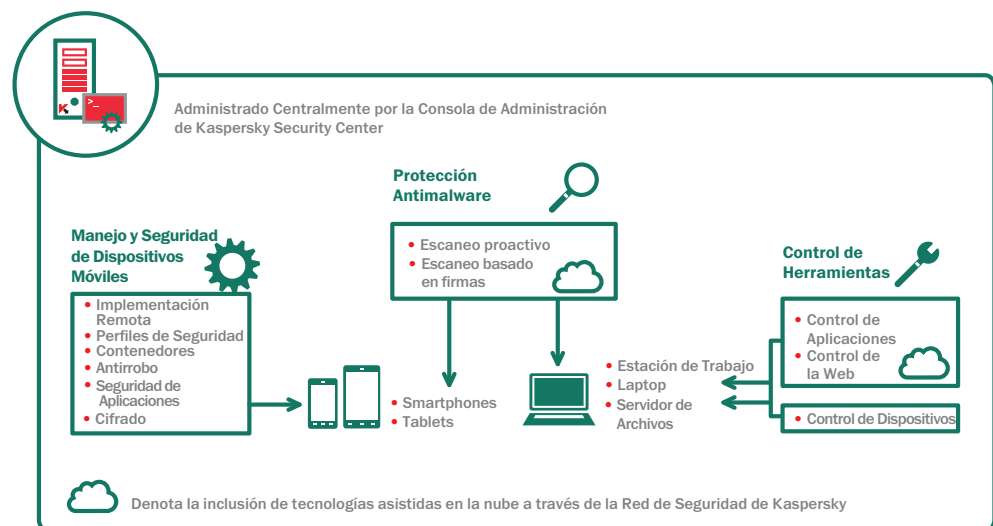 Administrado Centralmente por la Consola de Administración
de Kaspersky Security Center
Protección
Antimalware
• Escaneo proactivo
• Escaneo basado
en firmas
Manejo y Seguridad
de Dispositivos
Móviles
• Implementación
Remota
• Perfiles de Seguridad
• Contenedores
• Antirrobo
• Seguridad de
Aplicaciones
• Cifrado
• Smartphones
• Tablets
• Estación de Trabajo
• Laptop
• Servidor de
Archivos
Control de
Herramientas
• Control de
Aplicaciones
• Control de
la Web
• Control de Dispositivos
Denota la inclusión de tecnologías asistidas en la nube a través de la Red de Seguridad de Kaspersky